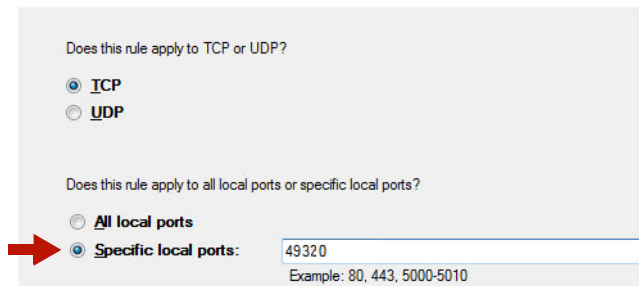 Does this rule apply to TCP or UDP?
TCP
UDP
Does this rule apply to all local ports or specific local ports?
All local ports
Specific local ports: 49320
Example: 80, 443, 5000-5010